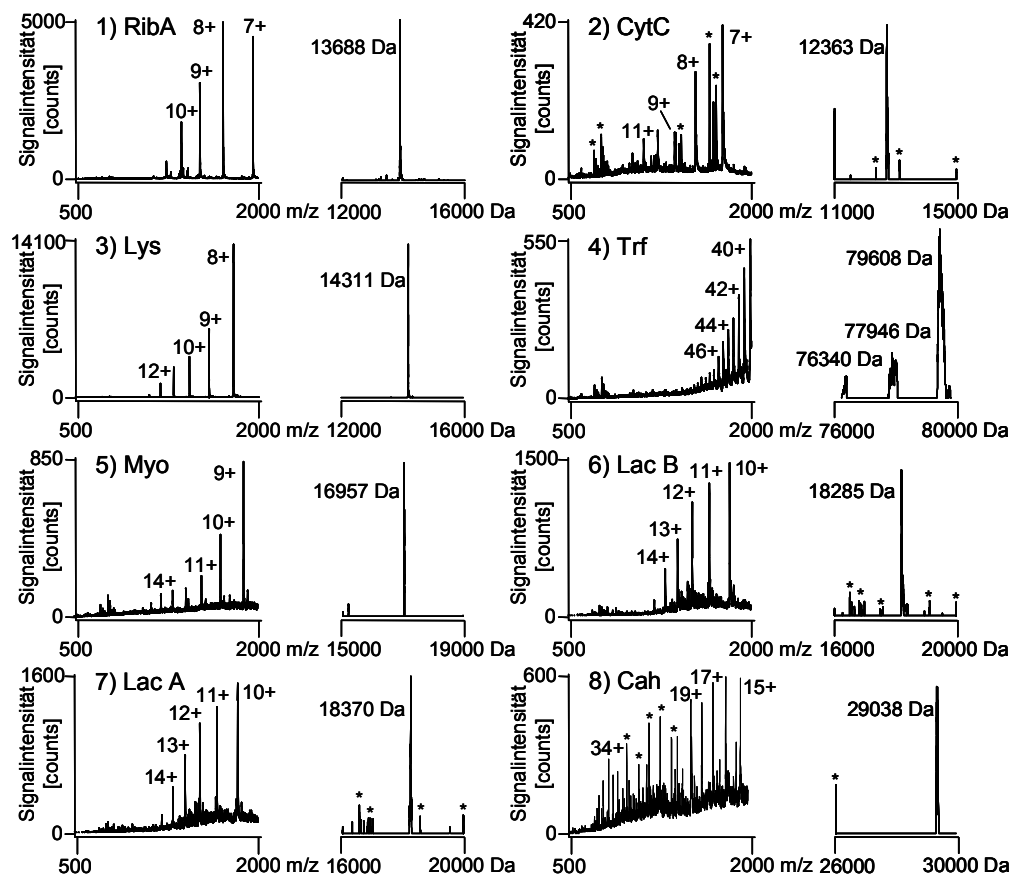 1) RibA
5000
0
Signalintensität
[counts]
10+
9+
8+
7+
500
2000 m/z
13688 Da
12000
16000 Da
2) CytC
420
0
Signalintensität
[counts]
*
*
11+
9+
*
8+
*
*
7+
500
2000 m/z
12363 Da
*
*
*
11000
15000 Da
3) Lys
14100
0
Signalintensität
[counts]
12+
10+
9+
8+
500
2000 m/z
14311 Da
12000
16000 Da
4) Trf
550
0
Signalintensität
[counts]
46+
44+
42+
40+
500
2000 m/z
76340 Da
77946 Da
79608 Da
76000
80000 Da
5) Myo
850
0
Signalintensität
[counts]
14+
11+
10+
9+
500
2000 m/z
16957 Da
15000
19000 Da
6) Lac B
1500
0
Signalintensität
[counts]
14+
13+
12+
11+
10+
500
2000 m/z
18285 Da
*
*
*
*
*
16000
20000 Da
7) Lac A
1600
0
Signalintensität
[counts]
14+
13+
12+
11+
10+
500
2000 m/z
18370 Da
*
*
*
*
16000
20000 Da
8) Cah
600
0
Signalintensität
[counts]
34+
*
*
*
*
*
19+
17+
15+
500
2000 m/z
29038 Da
*
26000
30000 Da